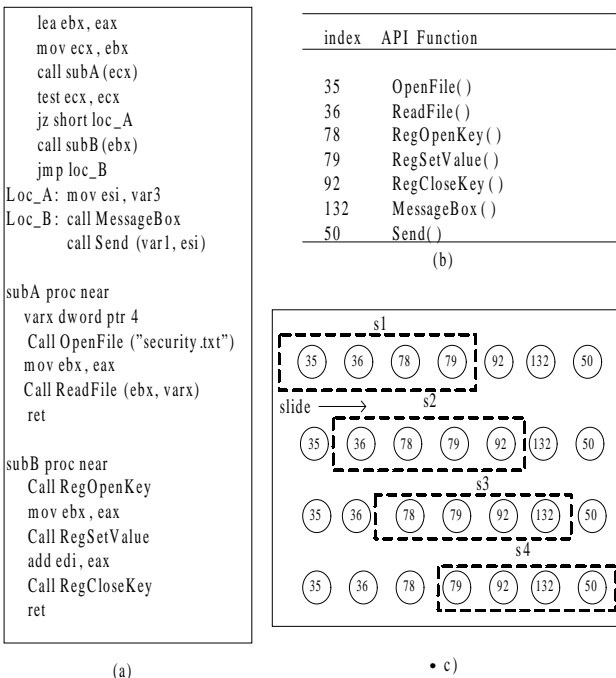 lea ebx, eax
mov ecx, ebx
call subA(ecx)
test ecx, ecx
jz short loc_A
call subB(ebx)
jmp loc_B
Loc_A: mov esi, var3
Loc_B: call MessageBox
call Send (var1, esi)
subA proc near
varx dword ptr 4
Call OpenFile ("security.txt")
mov ebx, eax
Call ReadFile (ebx, varx)
ret
subB proc near
Call RegOpenKey
mov ebx, eax
Call RegSetValue
add edi, eax
Call RegCloseKey
ret
(a)
index API Function
35 OpenFile( )
36 ReadFile( )
78 RegOpenKey( )
79 RegSetValue( )
92 RegCloseKey( )
132 MessageBox( )
50 Send( )
(b)
s1
35 36 78 79 92 132 50
slide s2
35 36 78 79 92 132 50
s3
35 36 78 79 92 132 50
s4
35 36 78 79 92 132 50
• c)